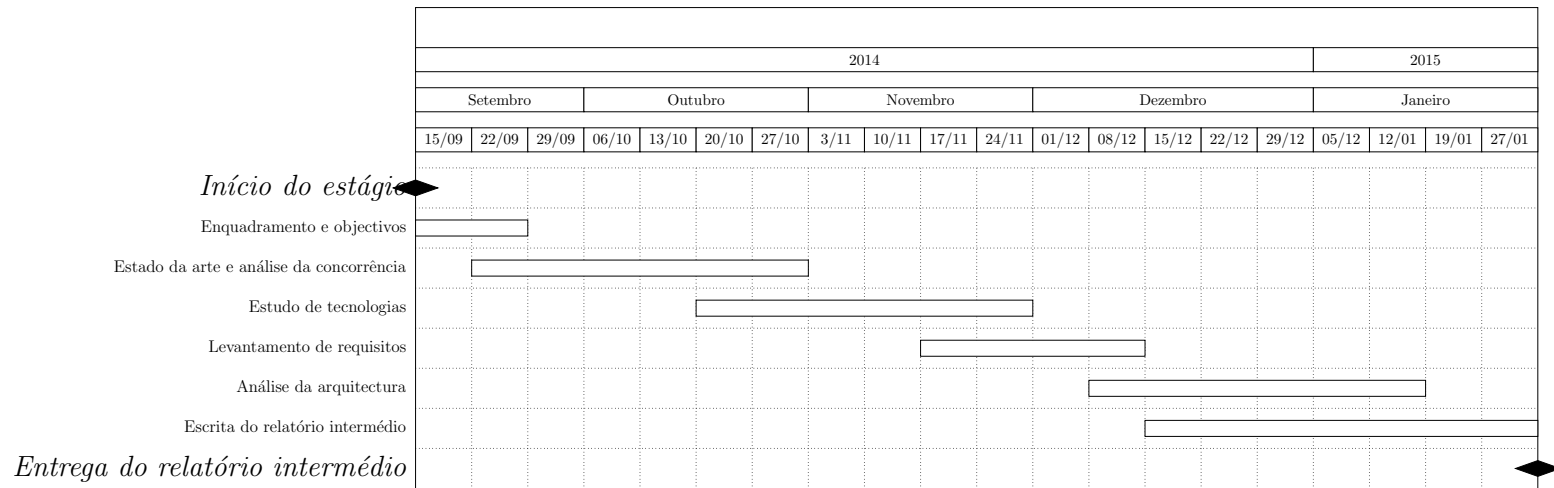 2014 2015
Setembro Outubro Novembro Dezembro Janeiro
15/09 22/09 29/09 06/10 13/10 20/10 27/10 3/11 10/11 17/11 24/11 01/12 08/12 15/12 22/12 29/12 05/12 12/01 19/01 27/01
Início do estágio
Enquadramento e objectivos
Estado da arte e análise da concorrência
Estudo de tecnologias
Levantamento de requisitos
Análise da arquitectura
Escrita do relatório intermédio
Entrega do relatório intermédio